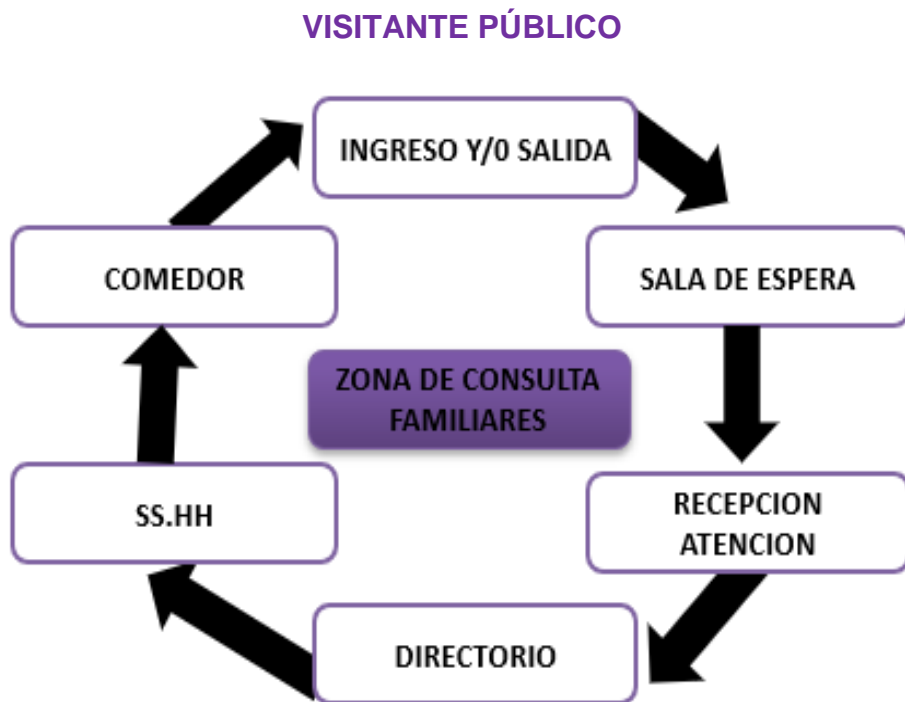 VISITANTE PÚBLICO
INGRESO Y/0 SALIDA
SALA DE ESPERA
RECEPCION
ATENCION
DIRECTORIO
SS.HH
COMEDOR
ZONA DE CONSULTA
FAMILIARES